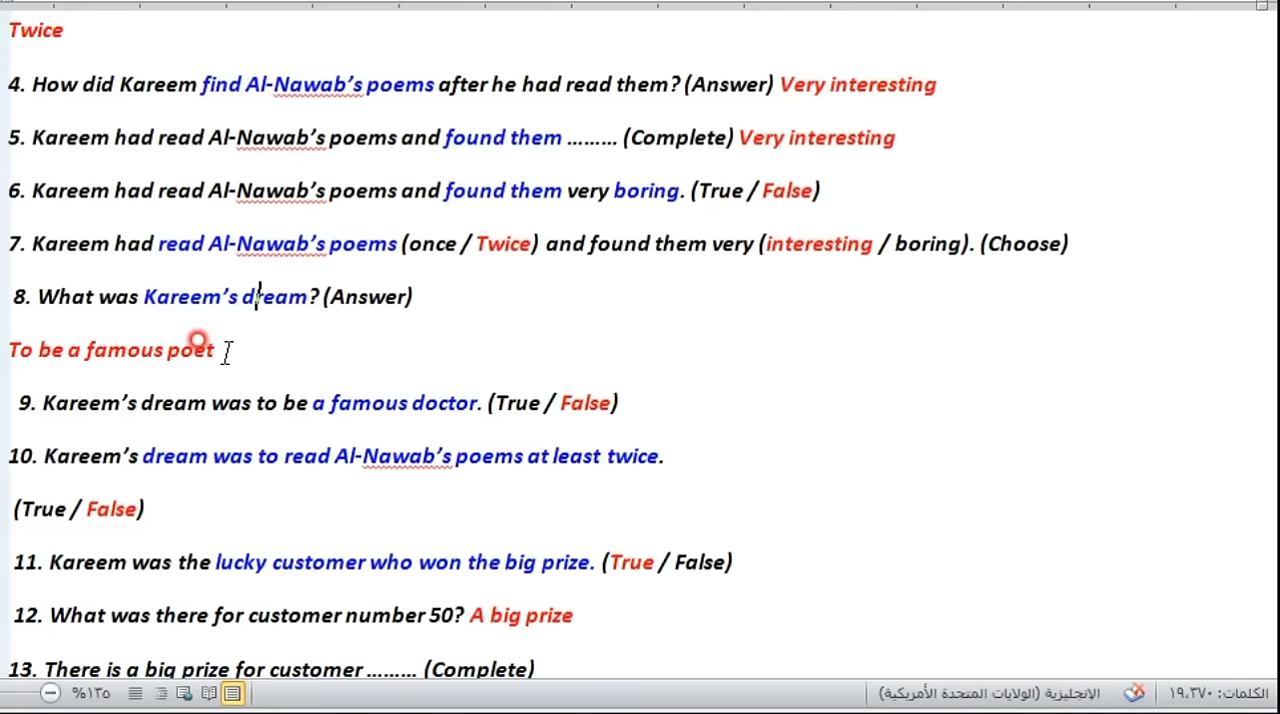 Twice
4. How did Kareem find Al-Nawab's poems after he had read them? (Answer) Very interesting
5. Kareem had read Al-Nawab's poems and found them ......... (Complete) Very interesting
6. Kareem had read Al-Nawab's poems and found them very boring. (True / False)
7. Kareem had read Al-Nawab's poems (once / Twice) and found them very (interesting / boring). (Choose)
8. What was Kareem's dream? (Answer)
To be a famous poet
9. Kareem's dream was to be a famous doctor. (True / False)
10. Kareem's dream was to read Al-Nawab's poems at least twice.
(True / False)
11. Kareem was the lucky customer who won the big prize. (True / False)
12. What was there for customer number 50? A big prize
13. There is a big prize for customer ......... (Complete)
%١٣٥ الإنجليزية (الولايات المتحدة الأمريكية) الكلمات: ١٩،٣٧٠